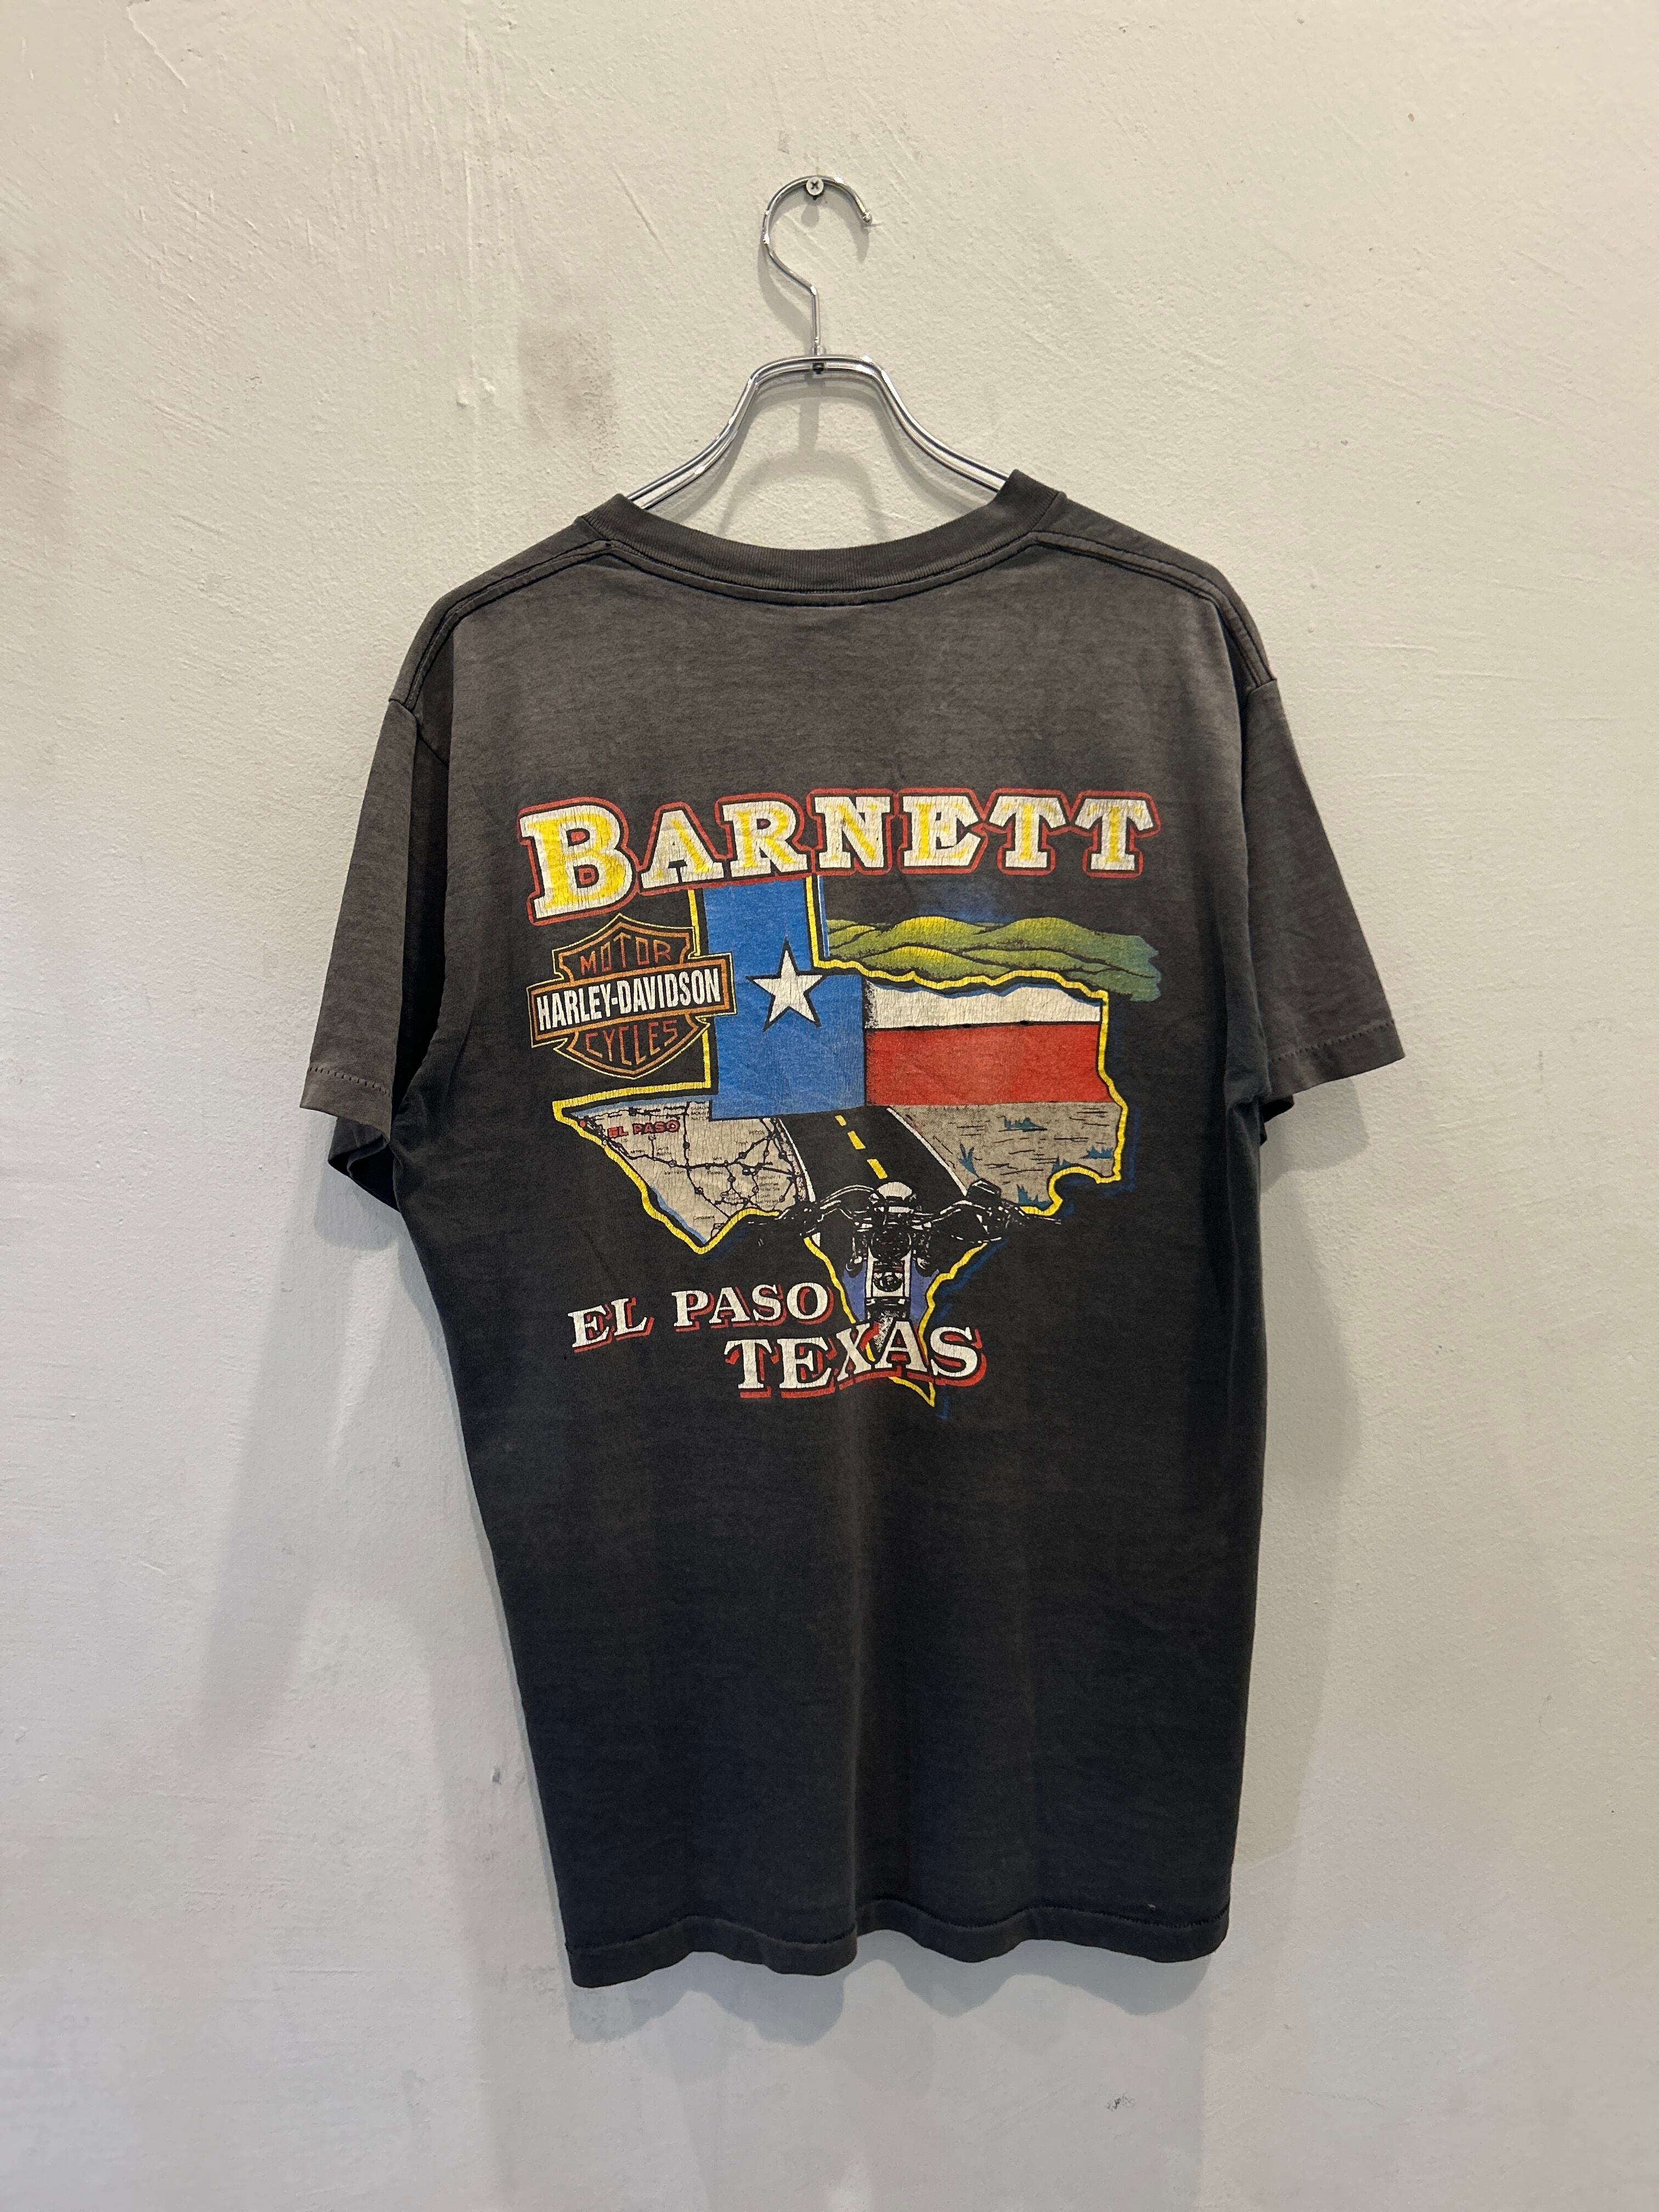 BARNETT
MOTOR
HARLEY-DAVIDSON
CYCLES
EL PASO
EL PASO
TEXAS